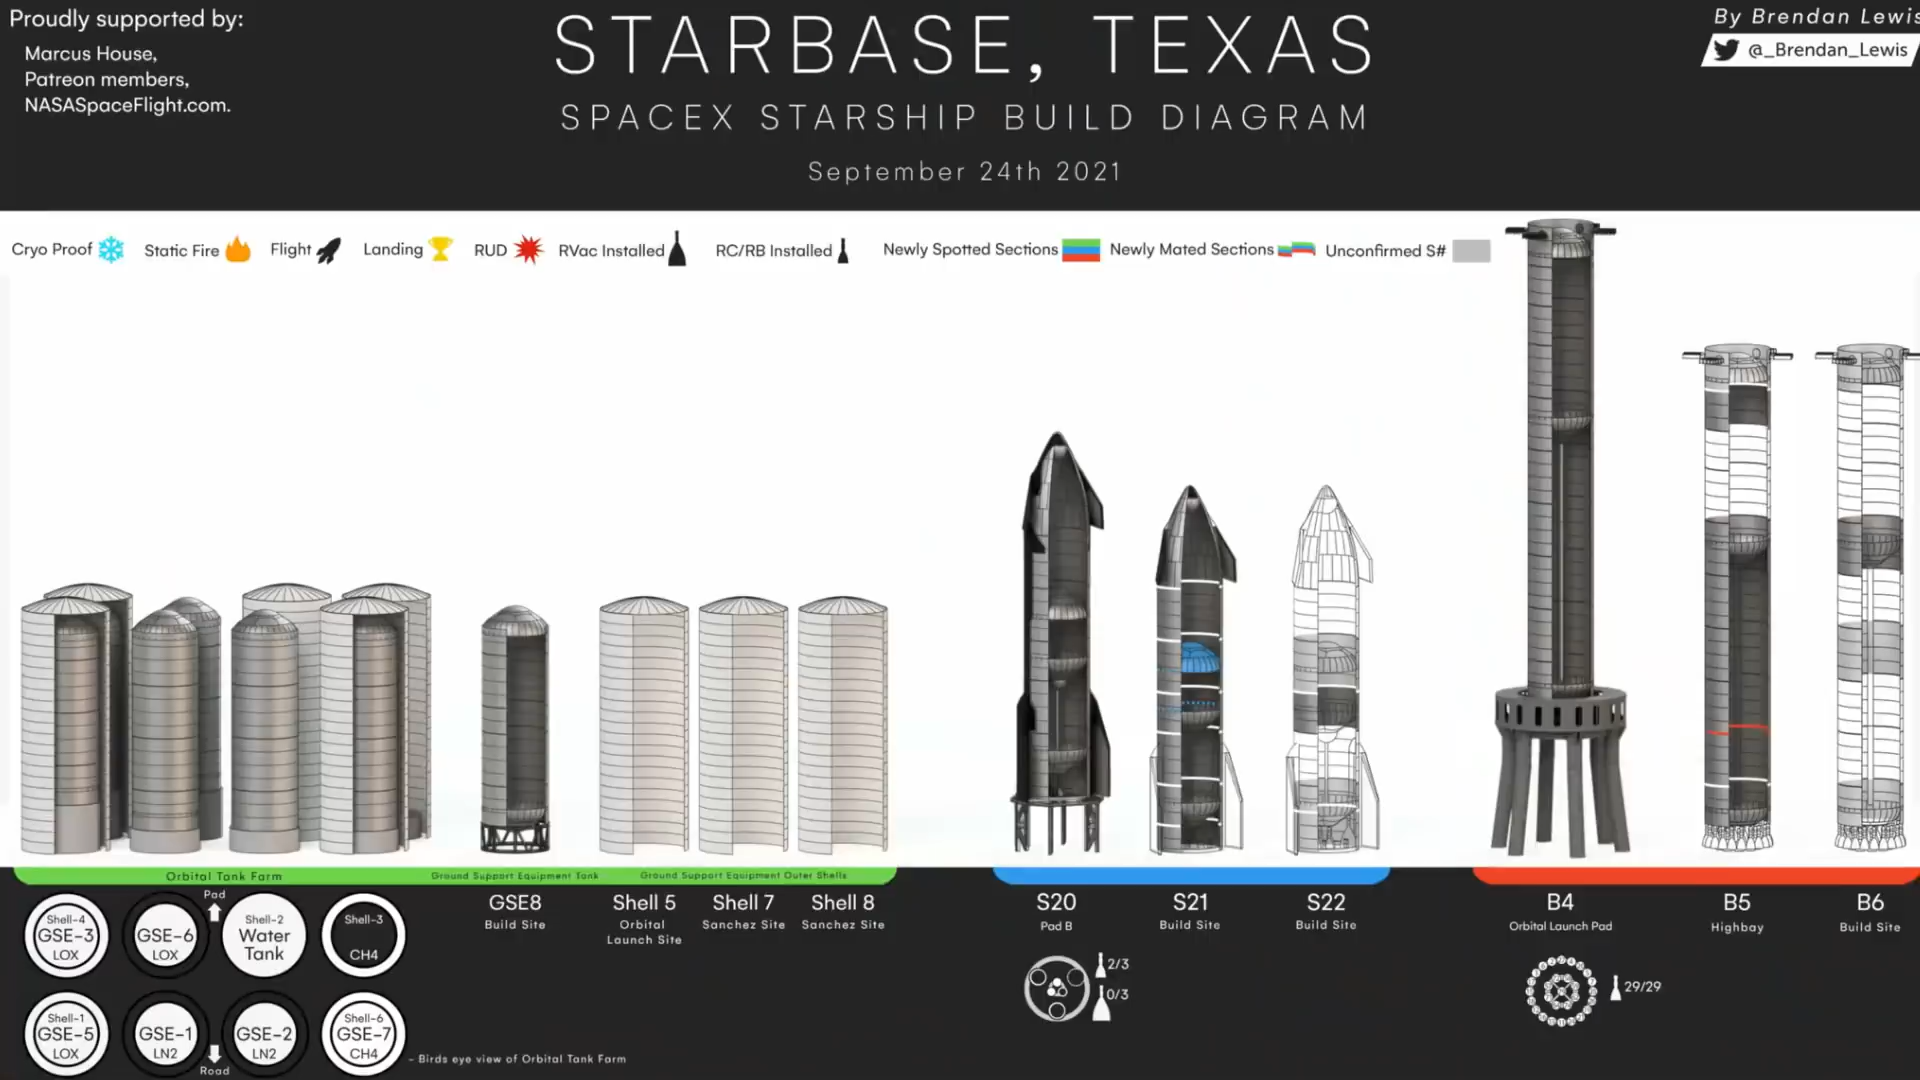 Proudly supported by:
Marcus House,
Patreon members,
NASASpaceFlight.com.
STARBASE, TEXAS
SPACEX STARSHIP BUILD DIAGRAM
September 24th 2021
By Brendan Lewis
@_Brendan_Lewis
Cryo Proof
Static Fire
Flight
Landing
RUD
RVac Installed
RC/RB Installed
Newly Spotted Sections
Newly Mated Sections
Unconfirmed S#
Orbital Tank Farm
Ground Support Equipment Tank
Ground Support Equipment Outer Shells
Pad
Shell-4
GSE-3
LOX
GSE-6
LOX
Shell-2
Water
Tank
Shell-3
CH4
Shell-1
GSE-5
LOX
GSE-1
LN2
GSE-2
LN2
Shell-6
GSE-7
CH4
Road
- Birds eye view of Orbital Tank Farm
GSE8
Build Site
Shell 5
Orbital
Launch Site
Shell 7
Sanchez Site
Shell 8
Sanchez Site
S20
Pad B
2/3
0/3
S21
Build Site
S22
Build Site
B4
Orbital Launch Pad
29/29
B5
Highbay
B6
Build Site